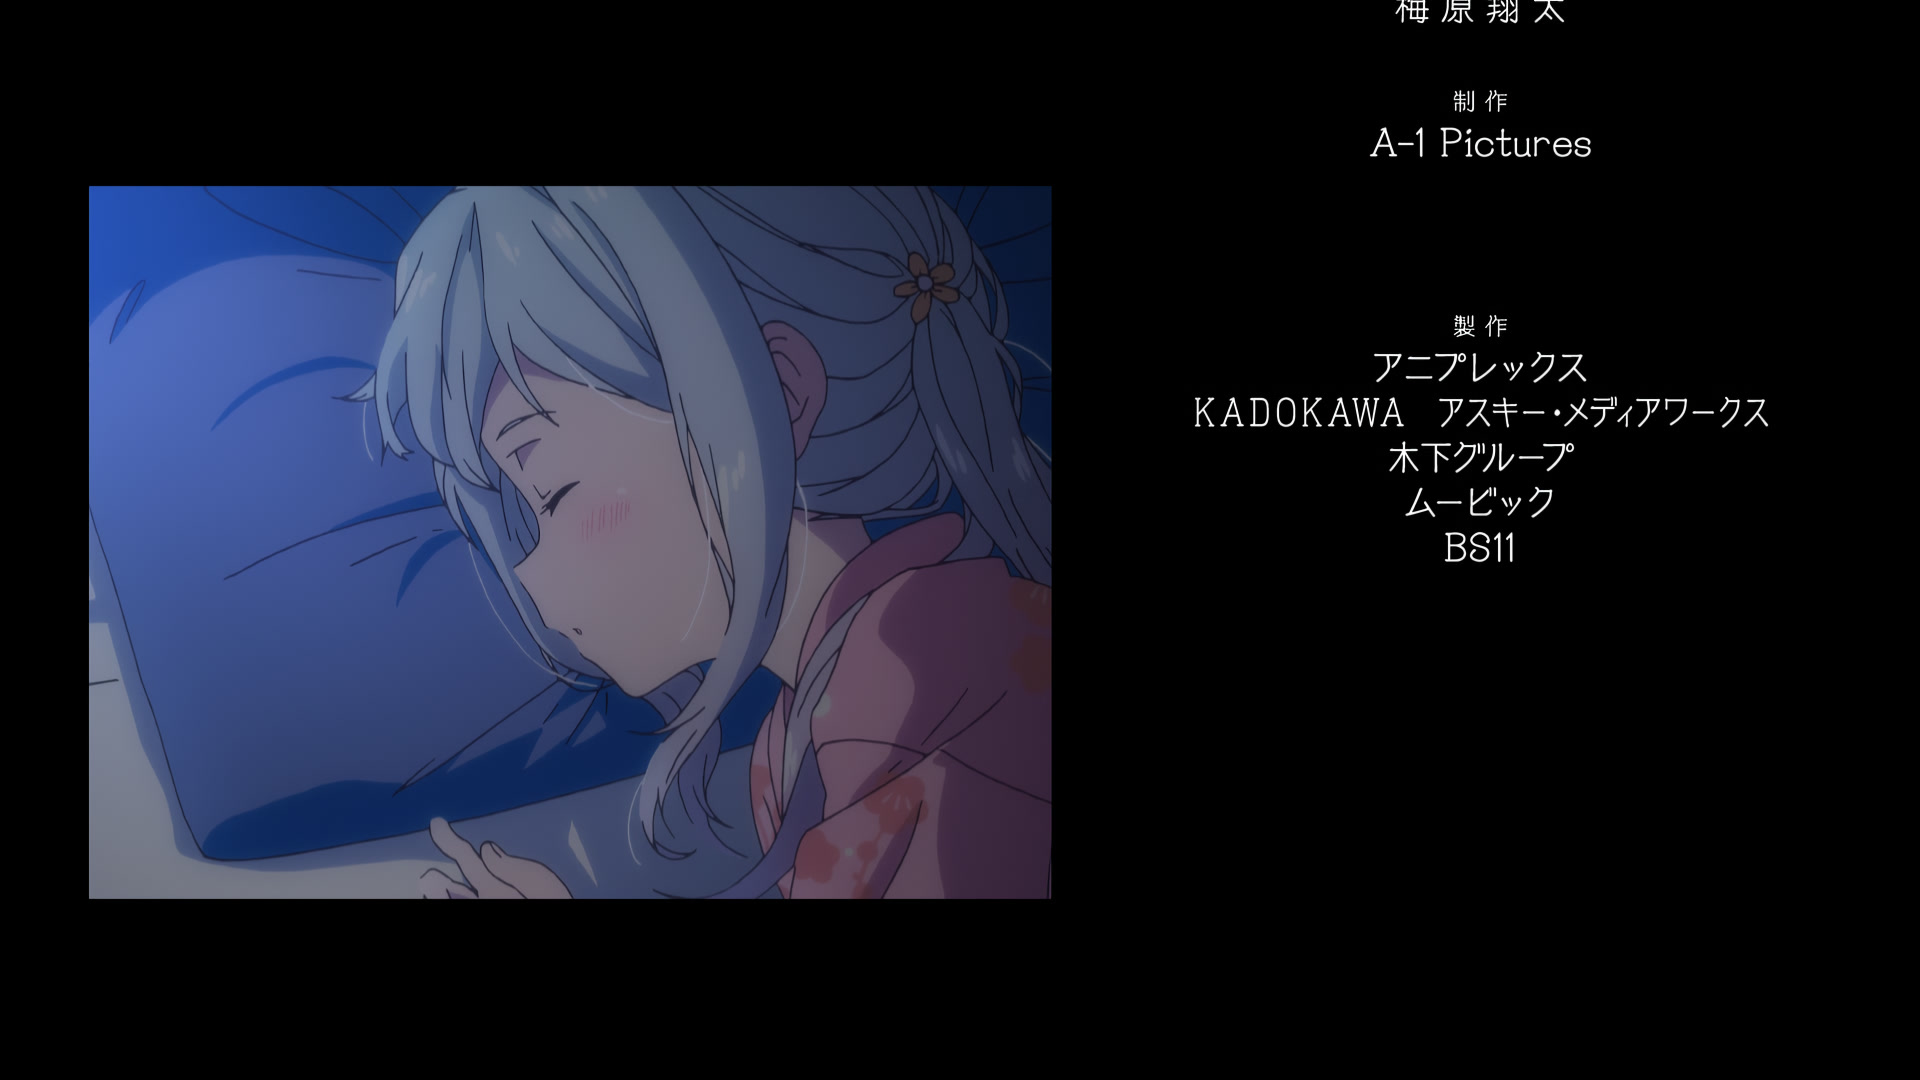 梅原翔太
制作
A-1 Pictures
製作
アニプレックス
KADOKAWA アスキー・メディアワークス
木下グループ
ムービック
BS11